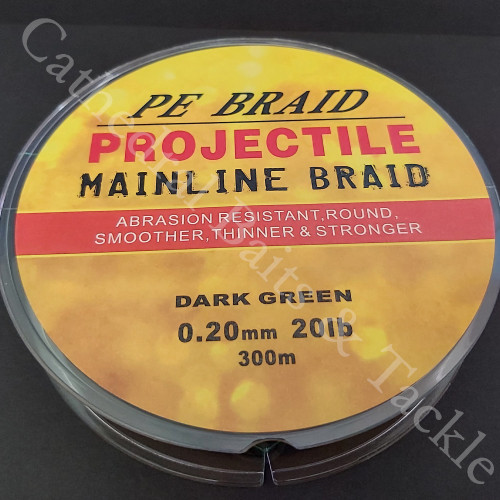 PE BRAID
PROJECTILE
MAINLINE BRAID
ABRASION RESISTANT,ROUND,
SMOOTHER,THINNER & STRONGER
DARK GREEN
0.20mm 20lb
300m
Cathedral Baits & Tackle